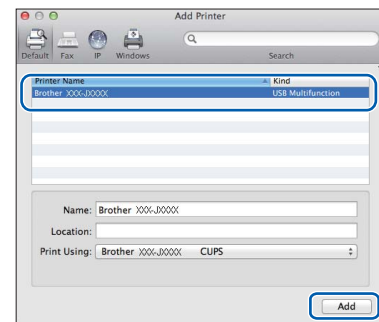 Add Printer
Default Fax IP Windows Search
Printer Name Kind
Brother XXX-JXXXX USB Multifunction
Name: Brother XXX-JXXXX
Location:
Print Using: Brother XXX-JXXXX CUPS
Add